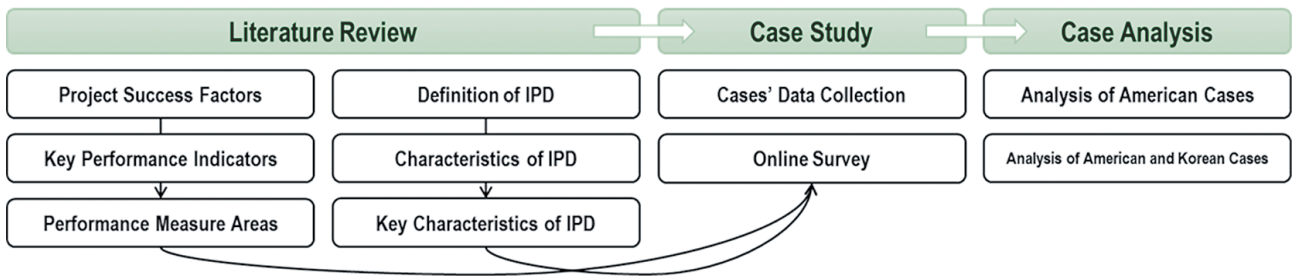 Literature Review
Case Study
Case Analysis
Project Success Factors
Key Performance Indicators
Performance Measure Areas
Definition of IPD
Characteristics of IPD
Key Characteristics of IPD
Cases' Data Collection
Online Survey
Analysis of American Cases
Analysis of American and Korean Cases